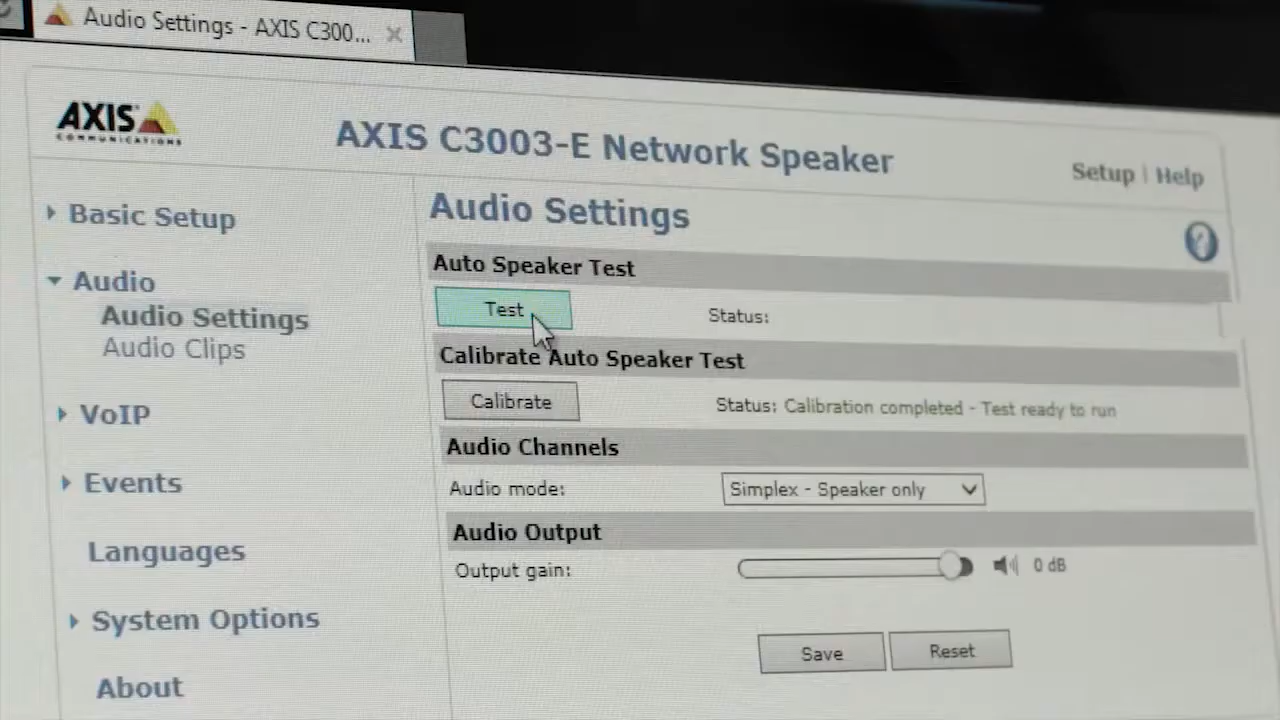 Audio Settings - AXIS C300...
AXIS
COMMUNICATIONS
AXIS C3003-E Network Speaker
Setup | Help
Basic Setup
Audio
Audio Settings
Audio Clips
VoIP
Events
Languages
System Options
About
Audio Settings
?
Auto Speaker Test
Test
Status:
Calibrate Auto Speaker Test
Calibrate
Status: Calibration completed - Test ready to run
Audio Channels
Audio mode:
Simplex - Speaker only
Audio Output
Output gain:
0 dB
Save
Reset